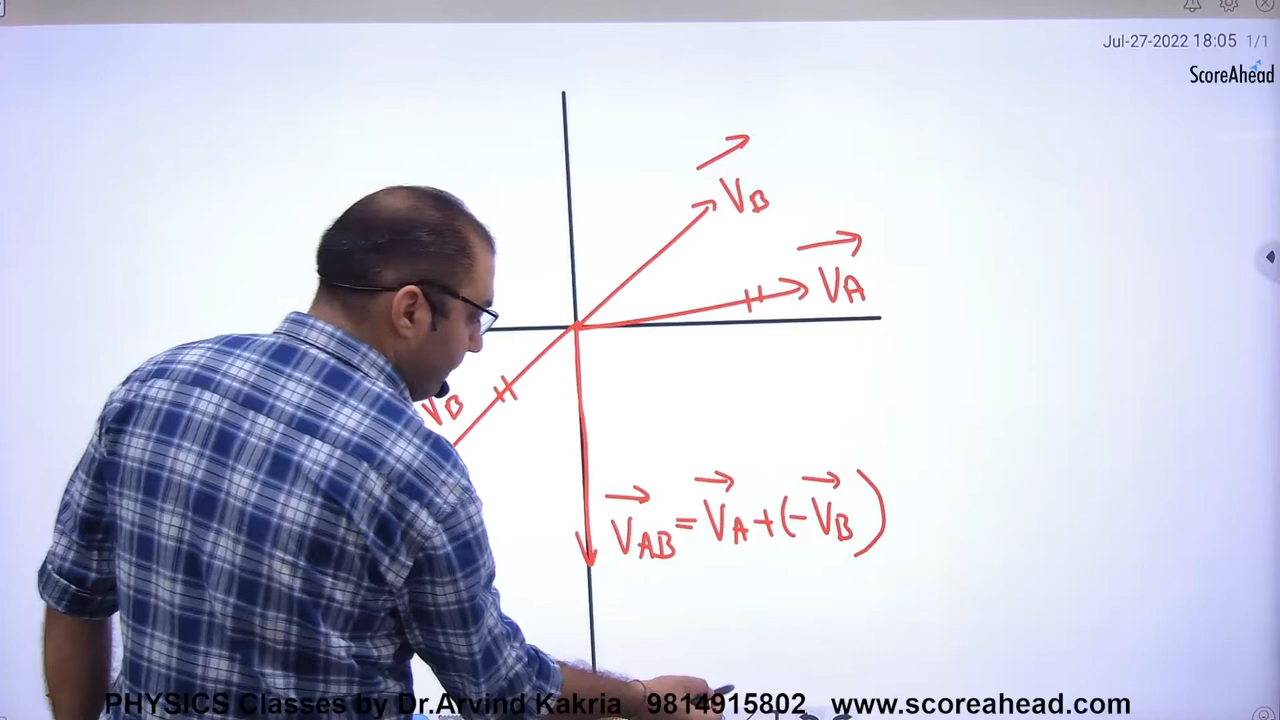 Jul-27-2022 18:05 1/1
ScoreAhead
VB
VA
VB
VAB = VA + (-VB)
PHYSICS Classes by Dr.Arvind Kakria 9814915802 www.scoreahead.com